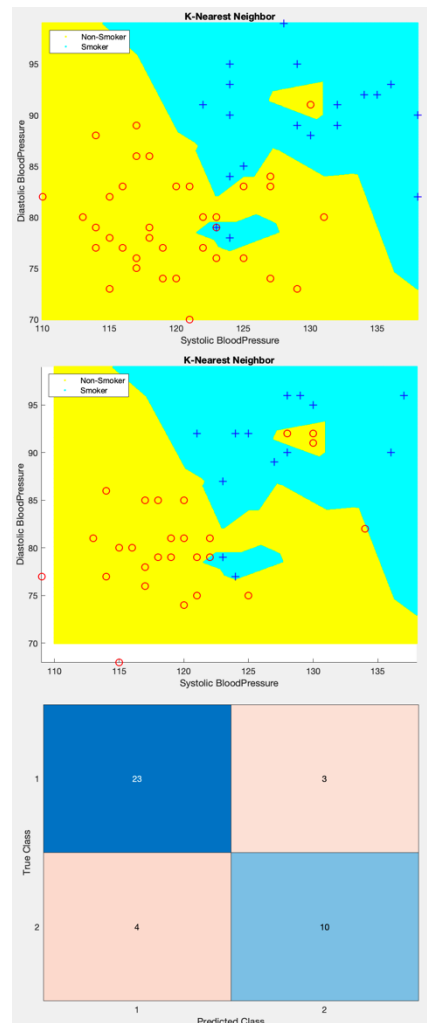 K-Nearest Neighbor
Non-Smoker
Smoker
95
90
85
80
75
70
Diastolic BloodPressure
110 115 120 125 130 135
Systolic BloodPressure
K-Nearest Neighbor
Non-Smoker
Smoker
95
90
85
80
75
70
Diastolic BloodPressure
110 115 120 125 130 135
Systolic BloodPressure
1 23 3
True Class
2 4 10
1 2
Predicted Class